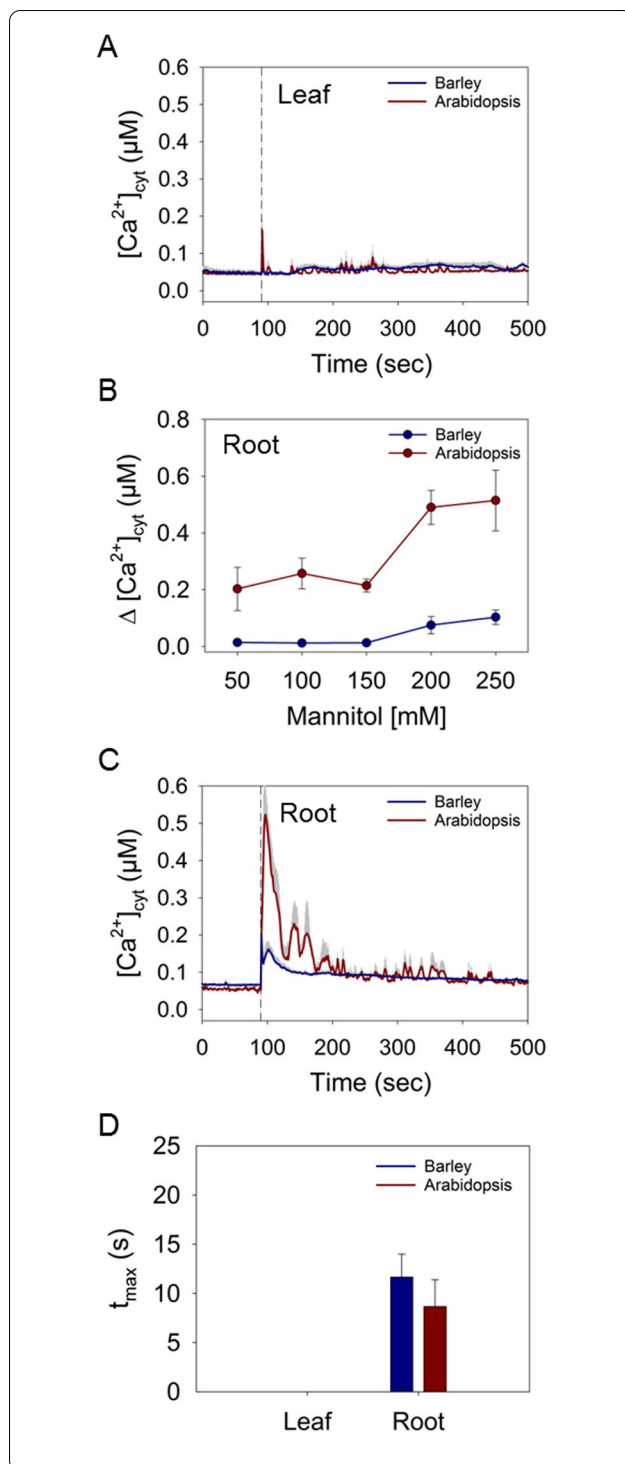 A
0.6
0.5
0.4
0.3
0.2
0.1
0.0
[Ca²⁺]cyt (µM)
Leaf
Barley
Arabidopsis
0 100 200 300 400 500
Time (sec)
B
0.8
0.6
0.4
0.2
0.0
Δ [Ca²⁺]cyt (µM)
Root
Barley
Arabidopsis
50 100 150 200 250
Mannitol [mM]
C
0.6
0.5
0.4
0.3
0.2
0.1
0.0
[Ca²⁺]cyt (µM)
Root
Barley
Arabidopsis
0 100 200 300 400 500
Time (sec)
D
25
20
15
10
5
0
tmax (s)
Barley
Arabidopsis
Leaf Root